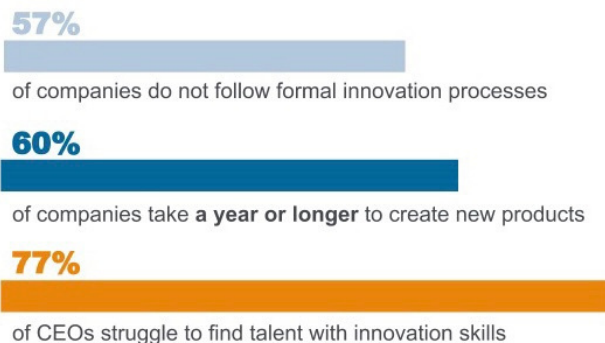 57%
of companies do not follow formal innovation processes
60%
of companies take a year or longer to create new products
77%
of CEOs struggle to find talent with innovation skills